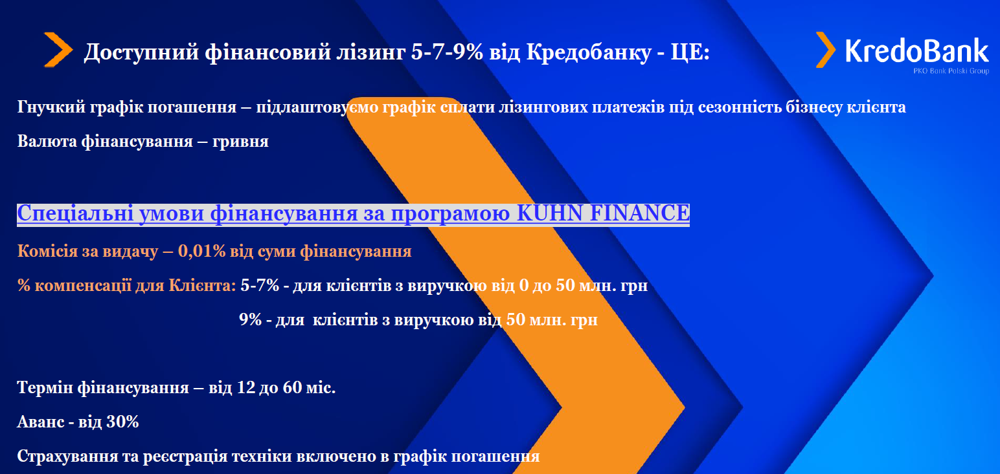 Доступний фінансовий лізинг 5-7-9% від Кредобанку - ЦЕ:
KredoBank
PKO Bank Polski Group
Гнучкий графік погашення – підлаштовуємо графік сплати лізингових платежів під сезонність бізнесу клієнта
Валюта фінансування – гривня
Спеціальні умови фінансування за програмою KUHN FINANCE
Комісія за видачу – 0,01% від суми фінансування
% компенсації для Клієнта: 5-7% - для клієнтів з виручкою від 0 до 50 млн. грн
9% - для клієнтів з виручкою від 50 млн. грн
Термін фінансування – від 12 до 60 міс.
Аванс - від 30%
Страхування та реєстрація техніки включено в графік погашення